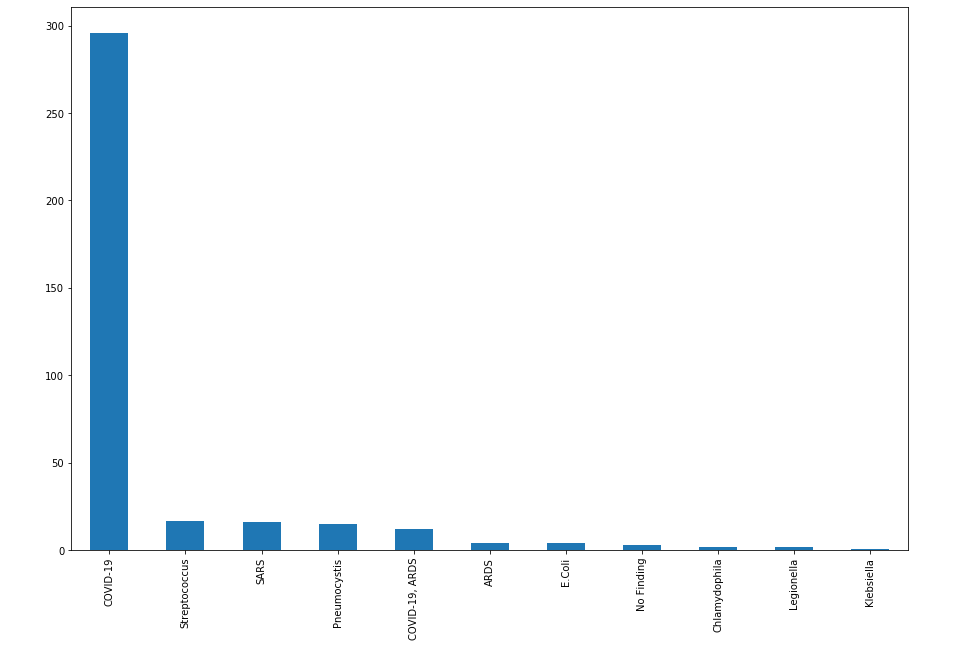 300
250
200
150
100
50
0
COVID-19
Streptococcus
SARS
Pneumocystis
COVID-19, ARDS
ARDS
E.Coli
No Finding
Chlamydophila
Legionella
Klebsiella